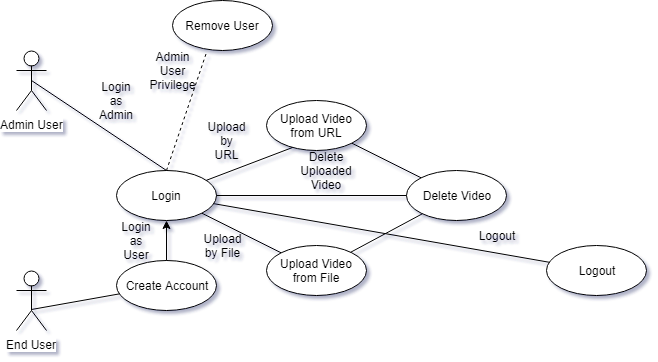 Remove User
Admin
User
Privilege
Login
as
Admin
Admin User
Upload
by
URL
Upload Video
from URL
Delete
Uploaded
Video
Login
Delete Video
Login
as
User
Upload
by File
Logout
Upload Video
from File
Logout
Create Account
End User